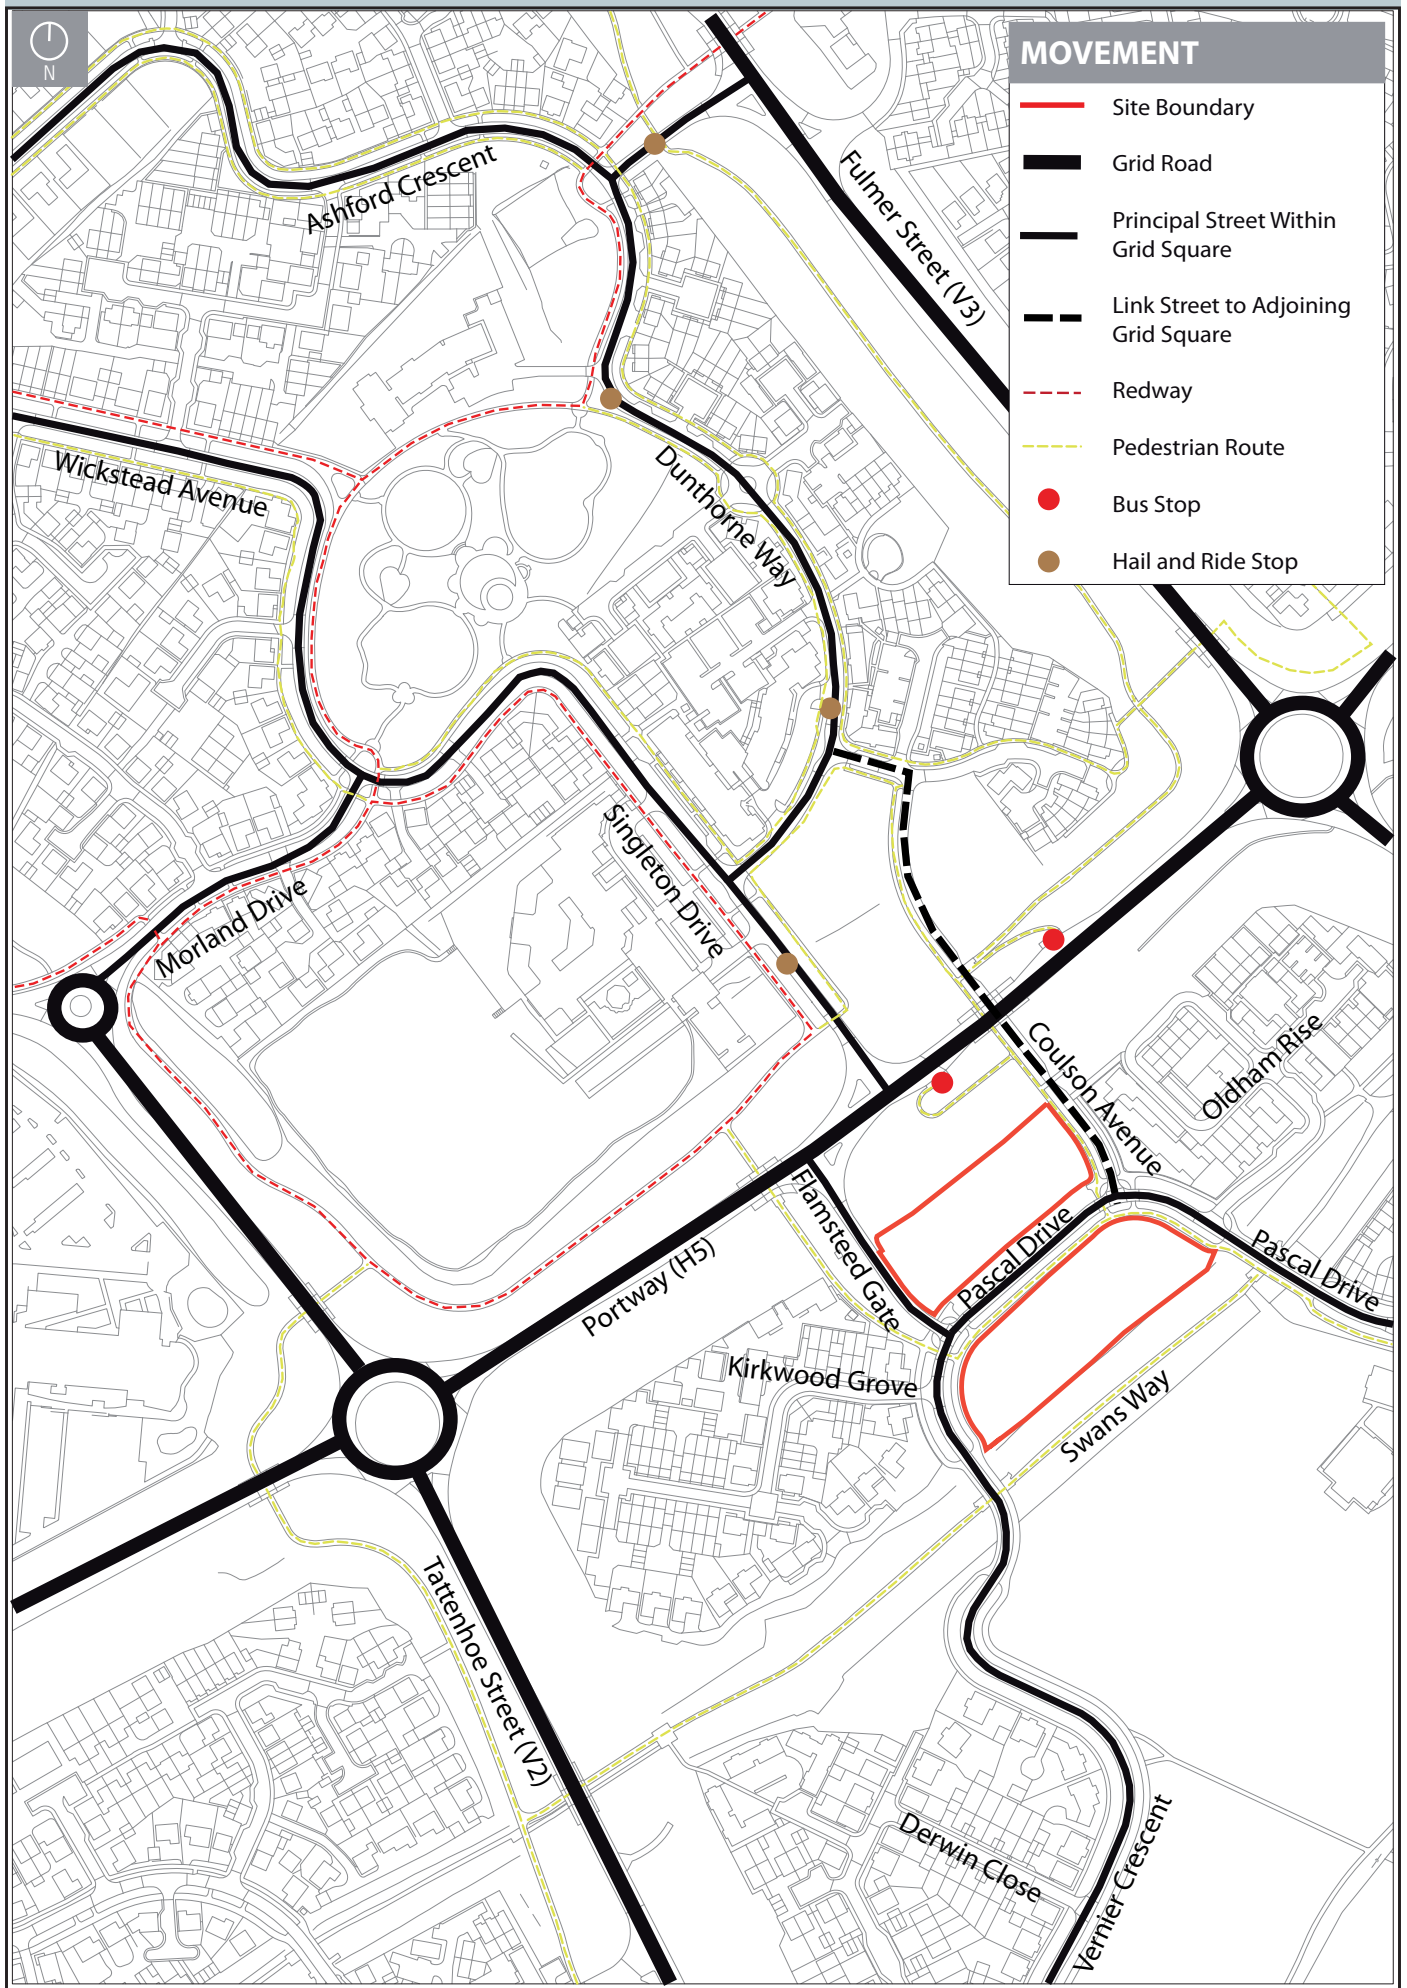 N
MOVEMENT
Site Boundary
Grid Road
Principal Street Within
Grid Square
Link Street to Adjoining
Grid Square
Redway
Pedestrian Route
Bus Stop
Hail and Ride Stop
Ashford Crescent
Fulmer Street (V3)
Wickstead Avenue
Dunthorne Way
Singleton Drive
Morland Drive
Coulson Avenue
Oldham Rise
Flamsteed Gate
Pascal Drive
Pascal Drive
Portway (H5)
Kirkwood Grove
Swans Way
Tattenhoe Street (V2)
Derwin Close
Vernier Crescent